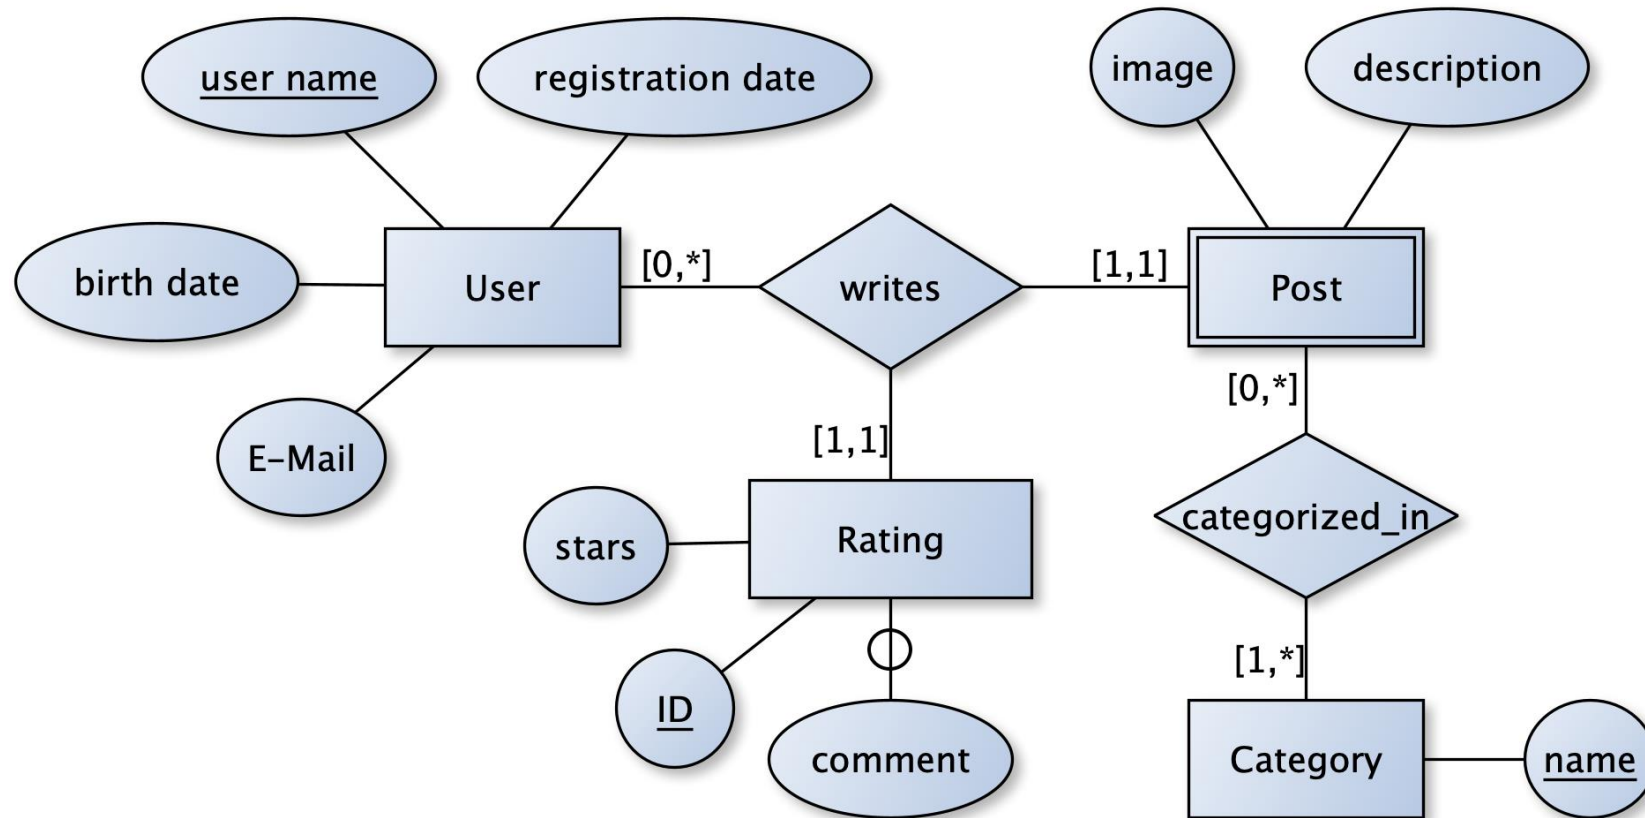 user name
registration date
image
description
birth date
User
[0,*]
writes
[1,1]
Post
E-Mail
[1,1]
[0,*]
stars
Rating
categorized_in
ID
comment
[1,*]
Category
name